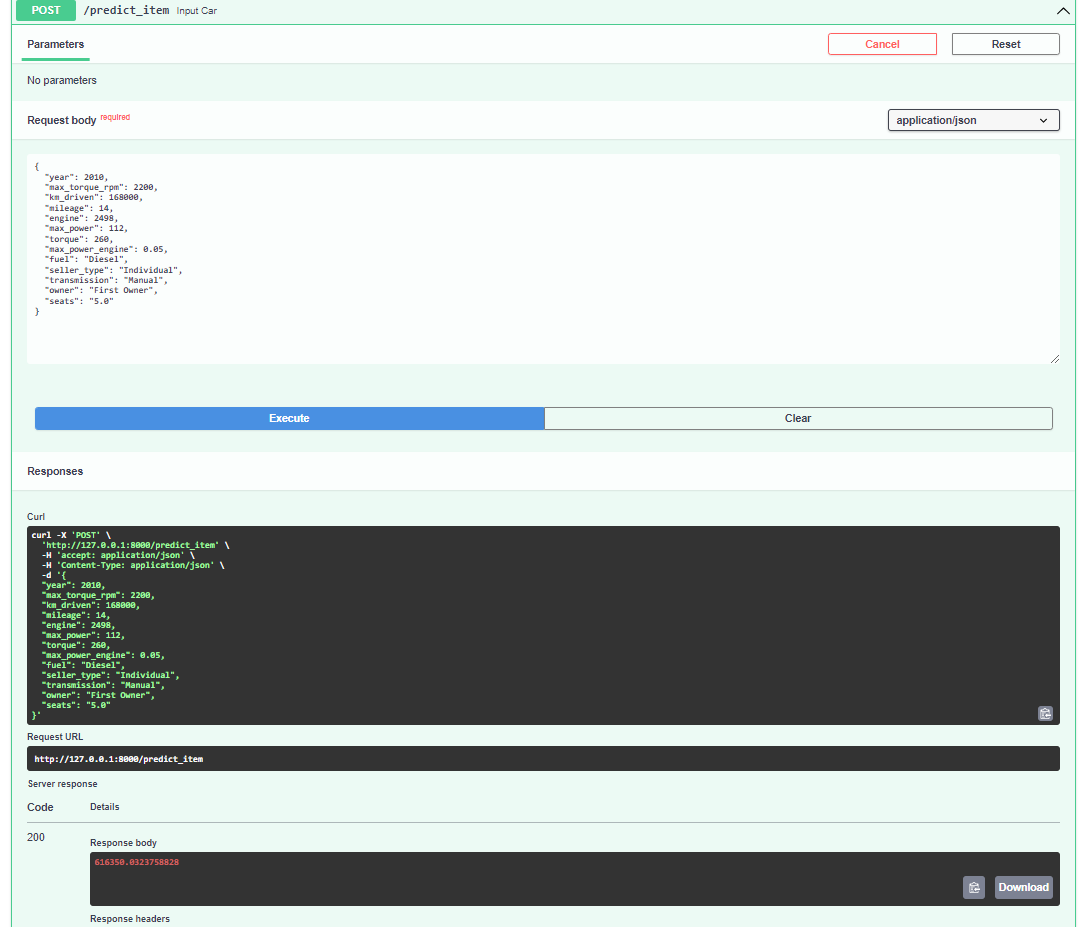 POST /predict_item Input Car
Parameters
Cancel
Reset
No parameters
Request body required
application/json
{
"year": 2010,
"max_torque_rpm": 2200,
"km_driven": 168000,
"mileage": 14,
"engine": 2498,
"max_power": 112,
"torque": 260,
"max_power_engine": 0.05,
"fuel": "Diesel",
"seller_type": "Individual",
"transmission": "Manual",
"owner": "First Owner",
"seats": "5.0"
}
Execute
Clear
Responses
Curl
curl -X 'POST' \
'http://127.0.0.1:8000/predict_item' \
-H 'accept: application/json' \
-H 'Content-Type: application/json' \
-d '{
"year": 2010,
"max_torque_rpm": 2200,
"km_driven": 168000,
"mileage": 14,
"engine": 2498,
"max_power": 112,
"torque": 260,
"max_power_engine": 0.05,
"fuel": "Diesel",
"seller_type": "Individual",
"transmission": "Manual",
"owner": "First Owner",
"seats": "5.0"
}'
Request URL
http://127.0.0.1:8000/predict_item
Server response
Code Details
200
Response body
616350.0323758828
Download
Response headers